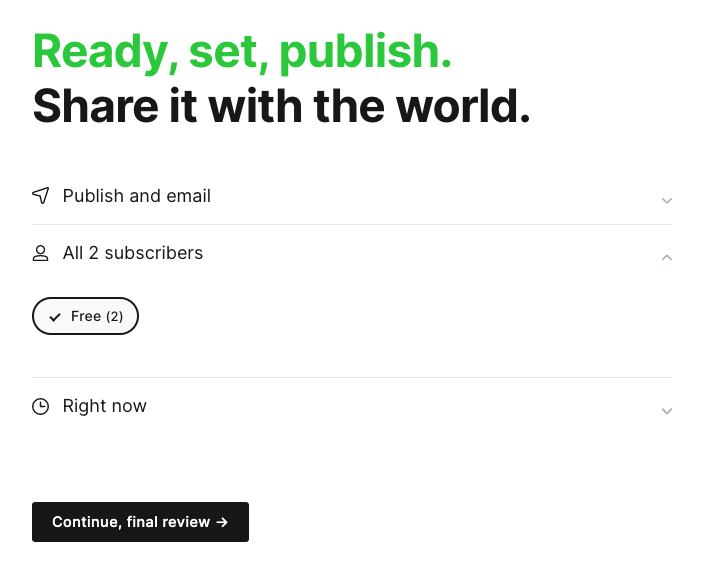 Ready, set, publish.
Share it with the world.
Publish and email
All 2 subscribers
Free (2)
Right now
Continue, final review →